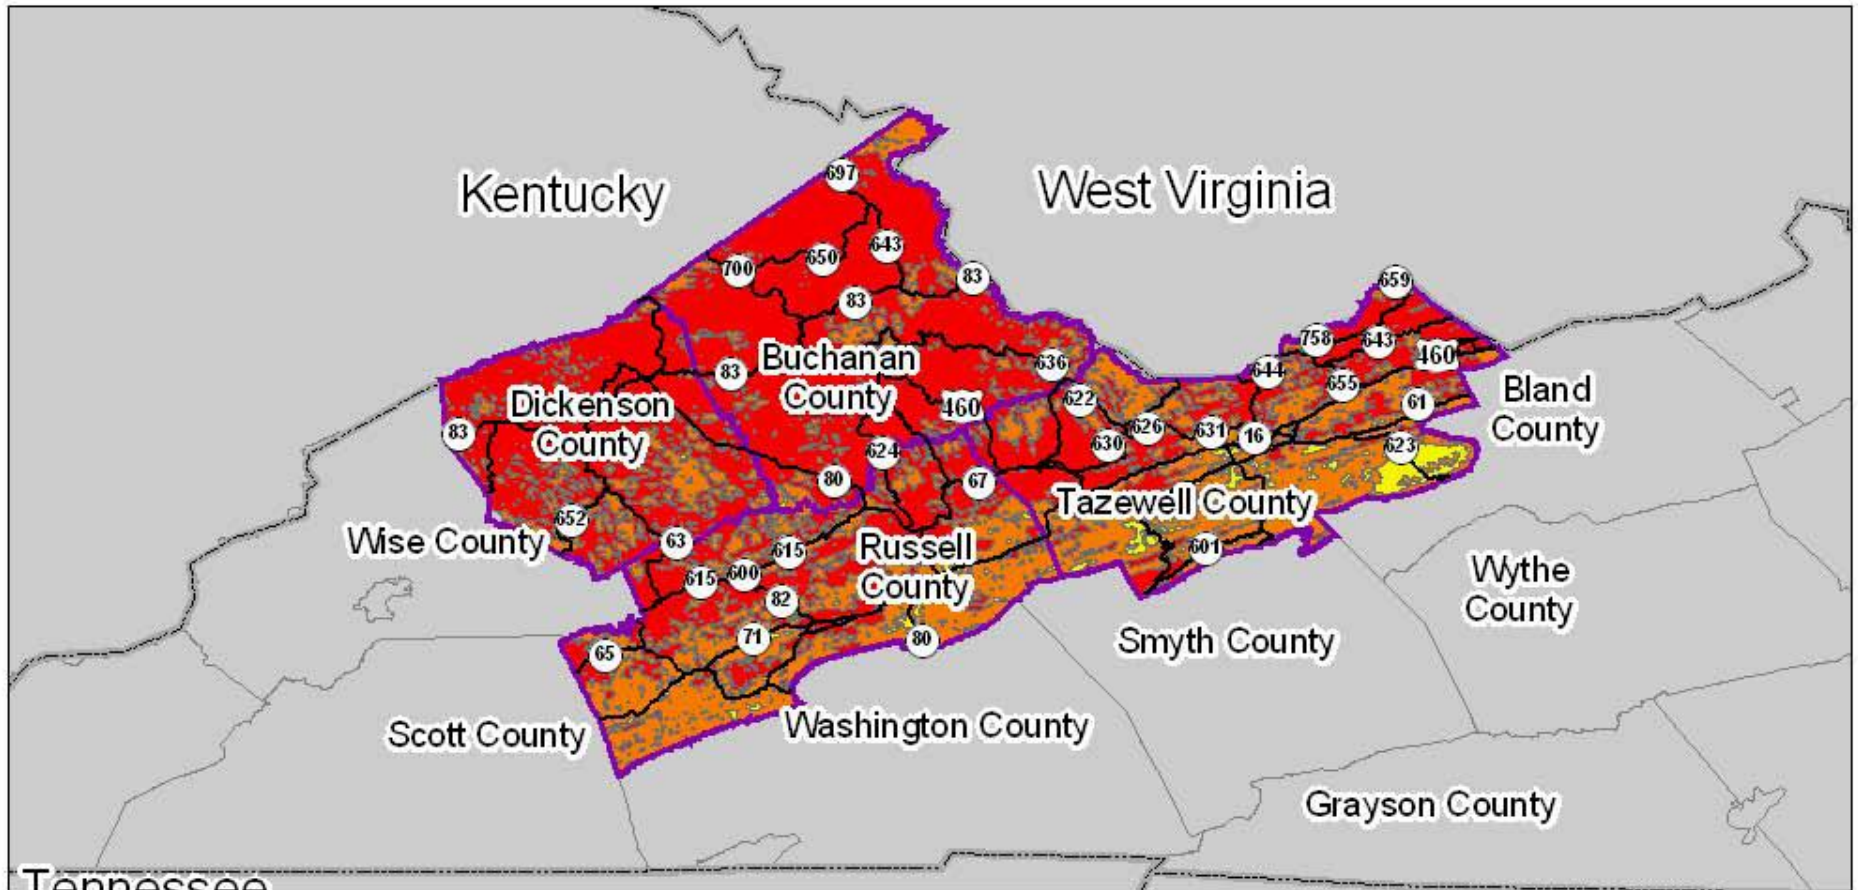 Kentucky
West Virginia
697
643
650
700
83
83
659
758
643
460
644
655
61
Bland
County
Buchanan
County
83
636
622
626
631
16
630
623
460
Dickenson
County
83
624
80
67
Tazewell County
652
Wise County
63
615
615
600
Russell
County
601
82
71
80
65
Wythe
County
Smyth County
Scott County
Washington County
Grayson County
Tennessee